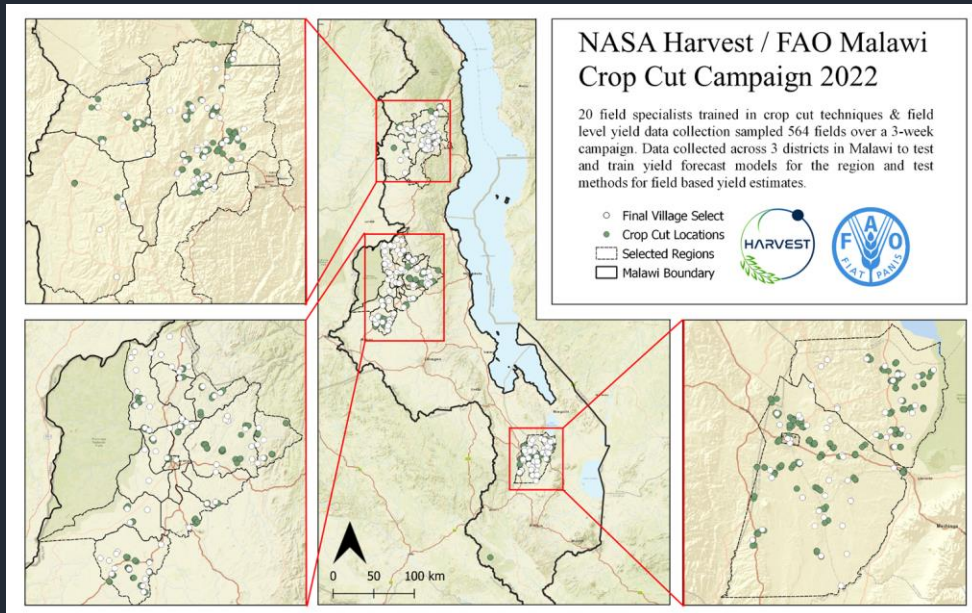 NASA Harvest / FAO Malawi
Crop Cut Campaign 2022
20 field specialists trained in crop cut techniques & field
level yield data collection sampled 564 fields over a 3-week
campaign. Data collected across 3 districts in Malawi to test
and train yield forecast models for the region and test
methods for field based yield estimates.
Final Village Select
Crop Cut Locations
Selected Regions
Malawi Boundary
HARVEST
F A O
FIAT PANIS
0 50 100 km